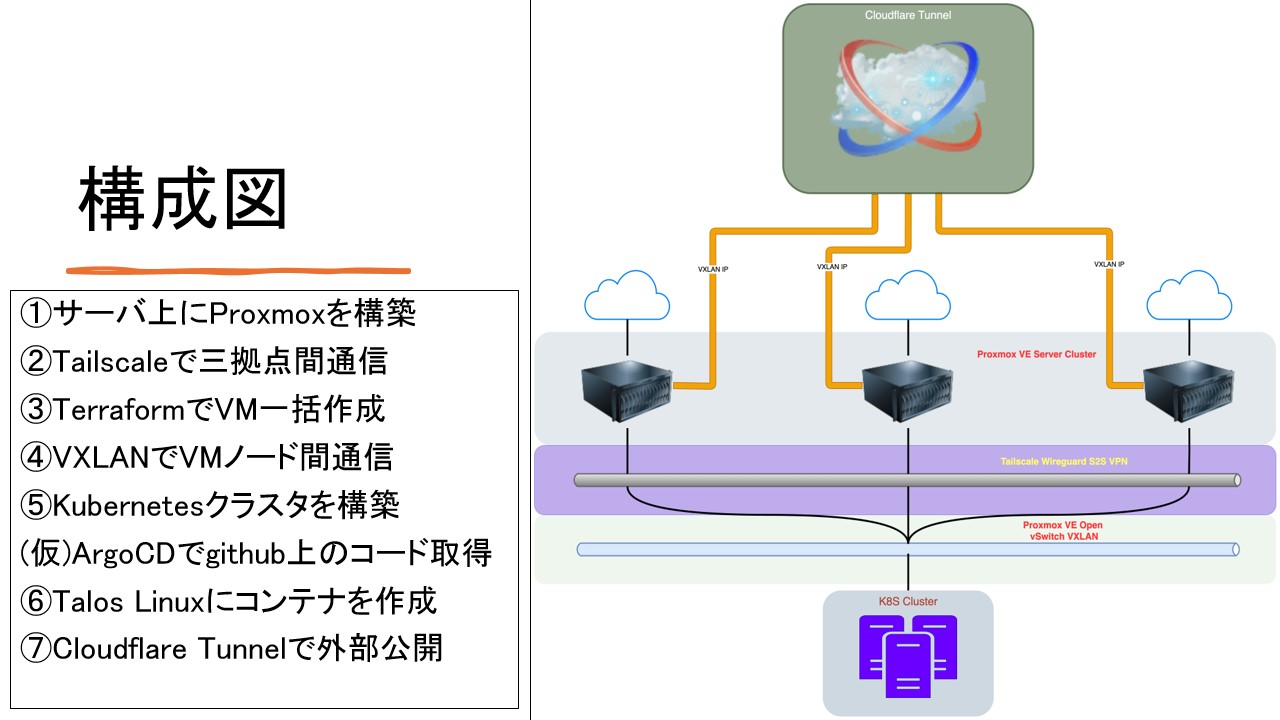 構成図
①サーバ上にProxmoxを構築
②Tailscaleで三拠点間通信
③TerraformでVM一括作成
④VXLANでVMノード間通信
⑤Kubernetesクラスタを構築
(仮)ArgoCDでgithub上のコード取得
⑥Talos Linuxにコンテナを作成
⑦Cloudflare Tunnelで外部公開
Cloudflare Tunnel
VXLAN IP
VXLAN IP
VXLAN IP
Proxmox VE Server Cluster
Tailscale Wireguard S2S VPN
Proxmox VE Open
vSwitch VXLAN
K8S Cluster